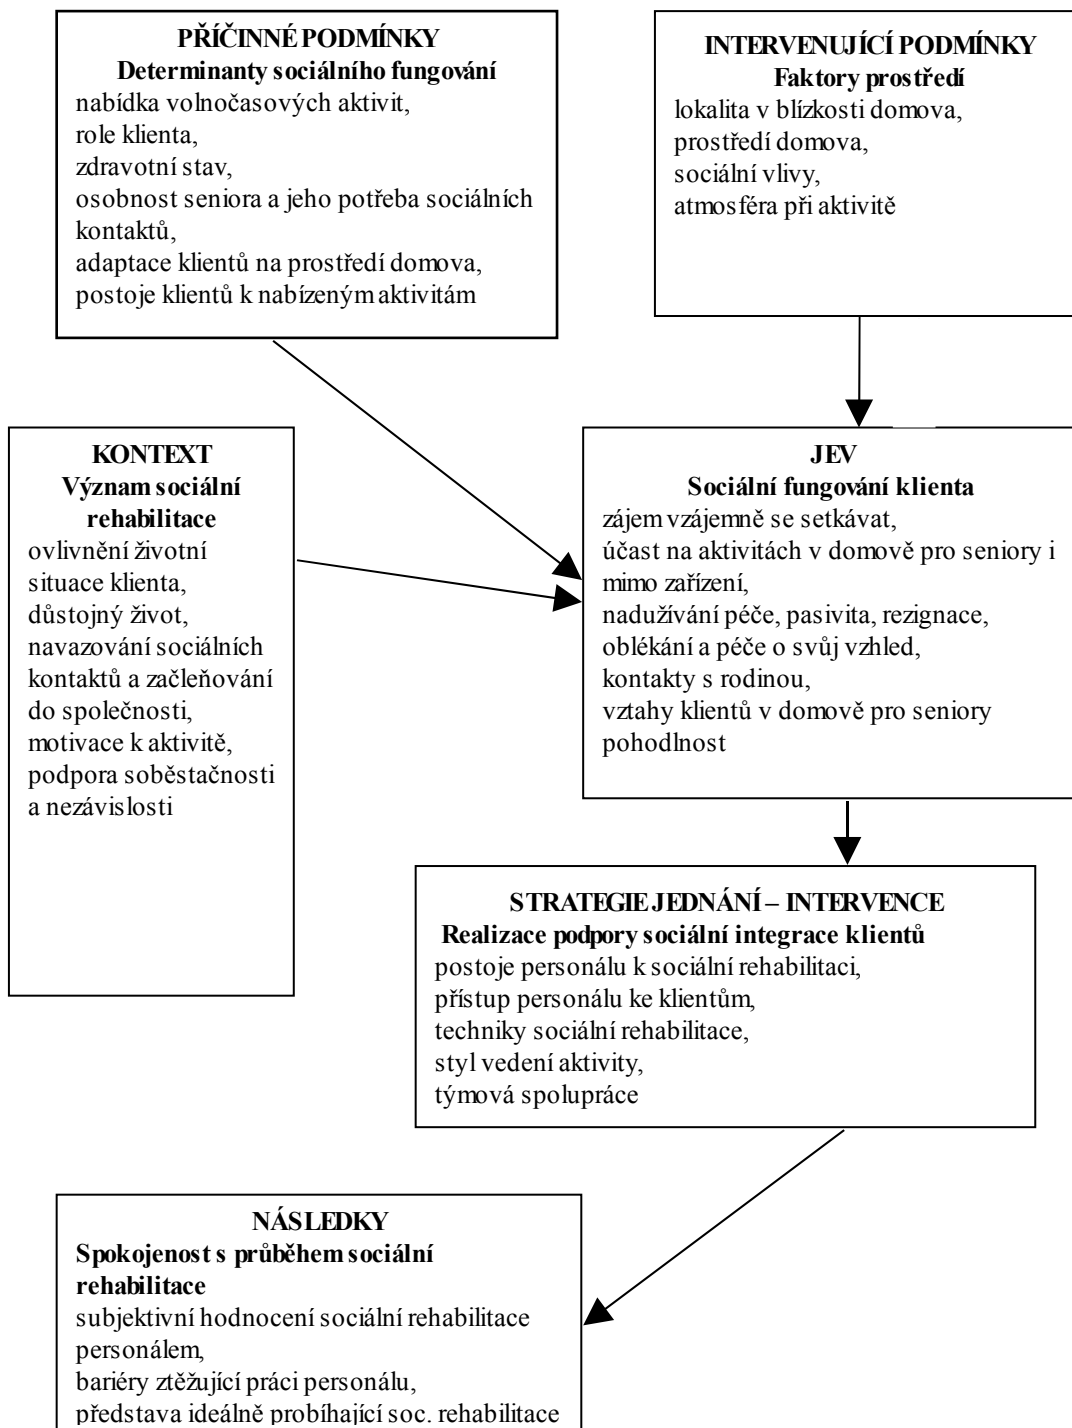 PŘÍČINNÉ PODMÍNKY
Determinanty sociálního fungování
nabídka volnočasových aktivit,
role klienta,
zdravotní stav,
osobnost seniora a jeho potřeba sociálních
kontaktů,
adaptace klientů na prostředí domova,
postoje klientů k nabízeným aktivitám
INTERVENUJÍCÍ PODMÍNKY
Faktory prostředí
lokalita v blízkosti domova,
prostředí domova,
sociální vlivy,
atmosféra při aktivitě
KONTEXT
Význam sociální
rehabilitace
ovlivnění životní
situace klienta,
důstojný život,
navazování sociálních
kontaktů a začleňování
do společnosti,
motivace k aktivitě,
podpora soběstačnosti
a nezávislosti
JEV
Sociální fungování klienta
zájem vzájemně se setkávat,
účast na aktivitách v domově pro seniory i
mimo zařízení,
nadužívání péče, pasivita, rezignace,
oblékání a péče o svůj vzhled,
kontakty s rodinou,
vztahy klientů v domově pro seniory
pohodlnost
STRATEGIE JEDNÁNÍ – INTERVENCE
Realizace podpory sociální integrace klientů
postoje personálu k sociální rehabilitaci,
přístup personálu ke klientům,
techniky sociální rehabilitace,
styl vedení aktivity,
týmová spolupráce
NÁSLEDKY
Spokojenost s průběhem sociální
rehabilitace
subjektivní hodnocení sociální rehabilitace
personálem,
bariéry ztěžující práci personálu,
představa ideálně probíhající soc. rehabilitace